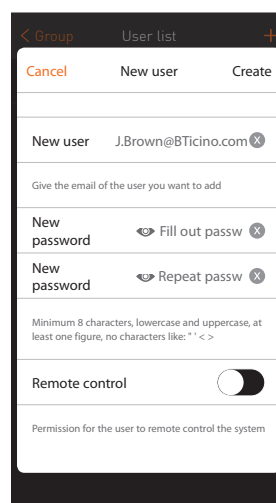 < Group User list +
Cancel New user Create
New user J.Brown@BTicino.com X
Give the email of the user you want to add
New
password Fill out passw X
New
password Repeat passw X
Minimum 8 characters, lowercase and uppercase, at
least one figure, no characters like: " ' < >
Remote control
Permission for the user to remote control the system